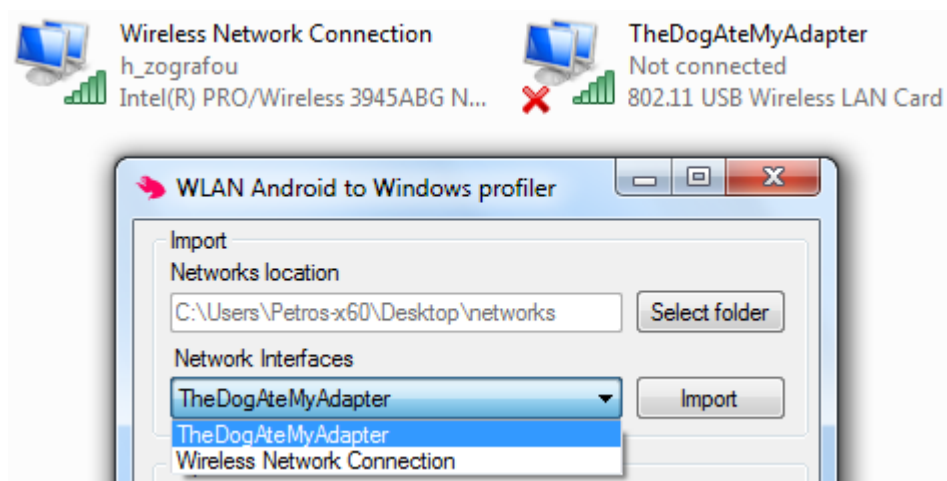 Wireless Network Connection
h_zografou
Intel(R) PRO/Wireless 3945ABG N...
TheDogAteMyAdapter
Not connected
802.11 USB Wireless LAN Card
WLAN Android to Windows profiler
Import
Networks location
C:\Users\Petros-x60\Desktop\networks
Select folder
Network Interfaces
TheDogAteMyAdapter
Import
TheDogAteMyAdapter
Wireless Network Connection